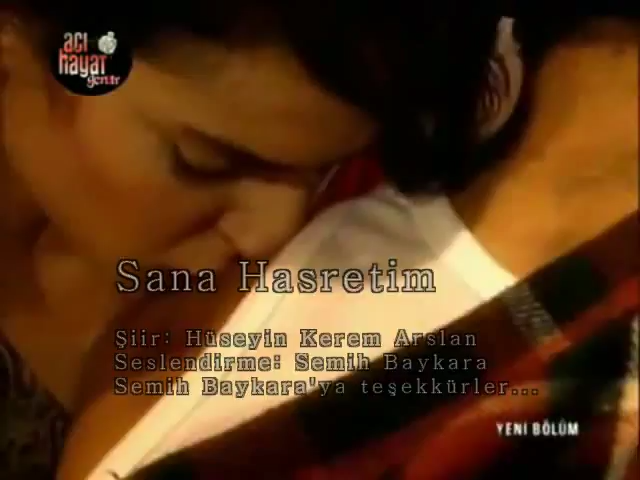 acı
hayat
Sana Hasretim
Şiir: Hüseyin Kerem Arslan
Seslendirme: Semih Baykara
Semih Baykara'ya teşekkürler...
YENİ BÖLÜM